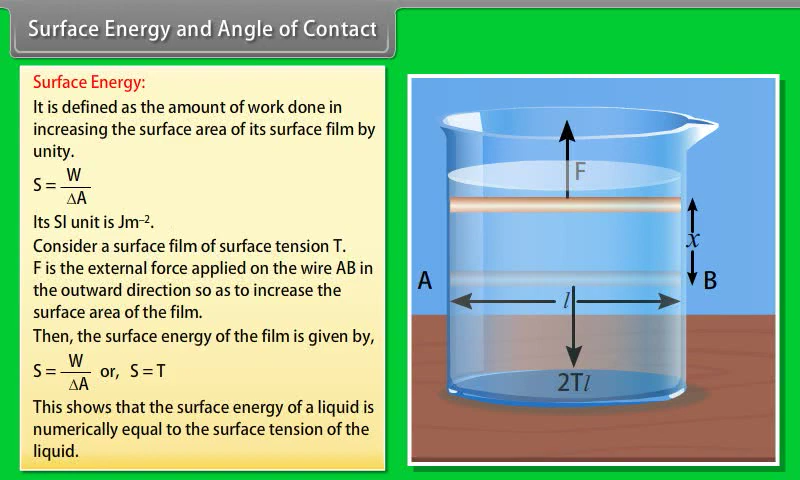 Surface Energy and Angle of Contact
Surface Energy:
It is defined as the amount of work done in
increasing the surface area of its surface film by
unity.
S = W/ΔA
Its SI unit is Jm⁻².
Consider a surface film of surface tension T.
F is the external force applied on the wire AB in
the outward direction so as to increase the
surface area of the film.
Then, the surface energy of the film is given by,
S = W/ΔA or, S = T
This shows that the surface energy of a liquid is
numerically equal to the surface tension of the
liquid.
F
x
A
B
l
2Tl